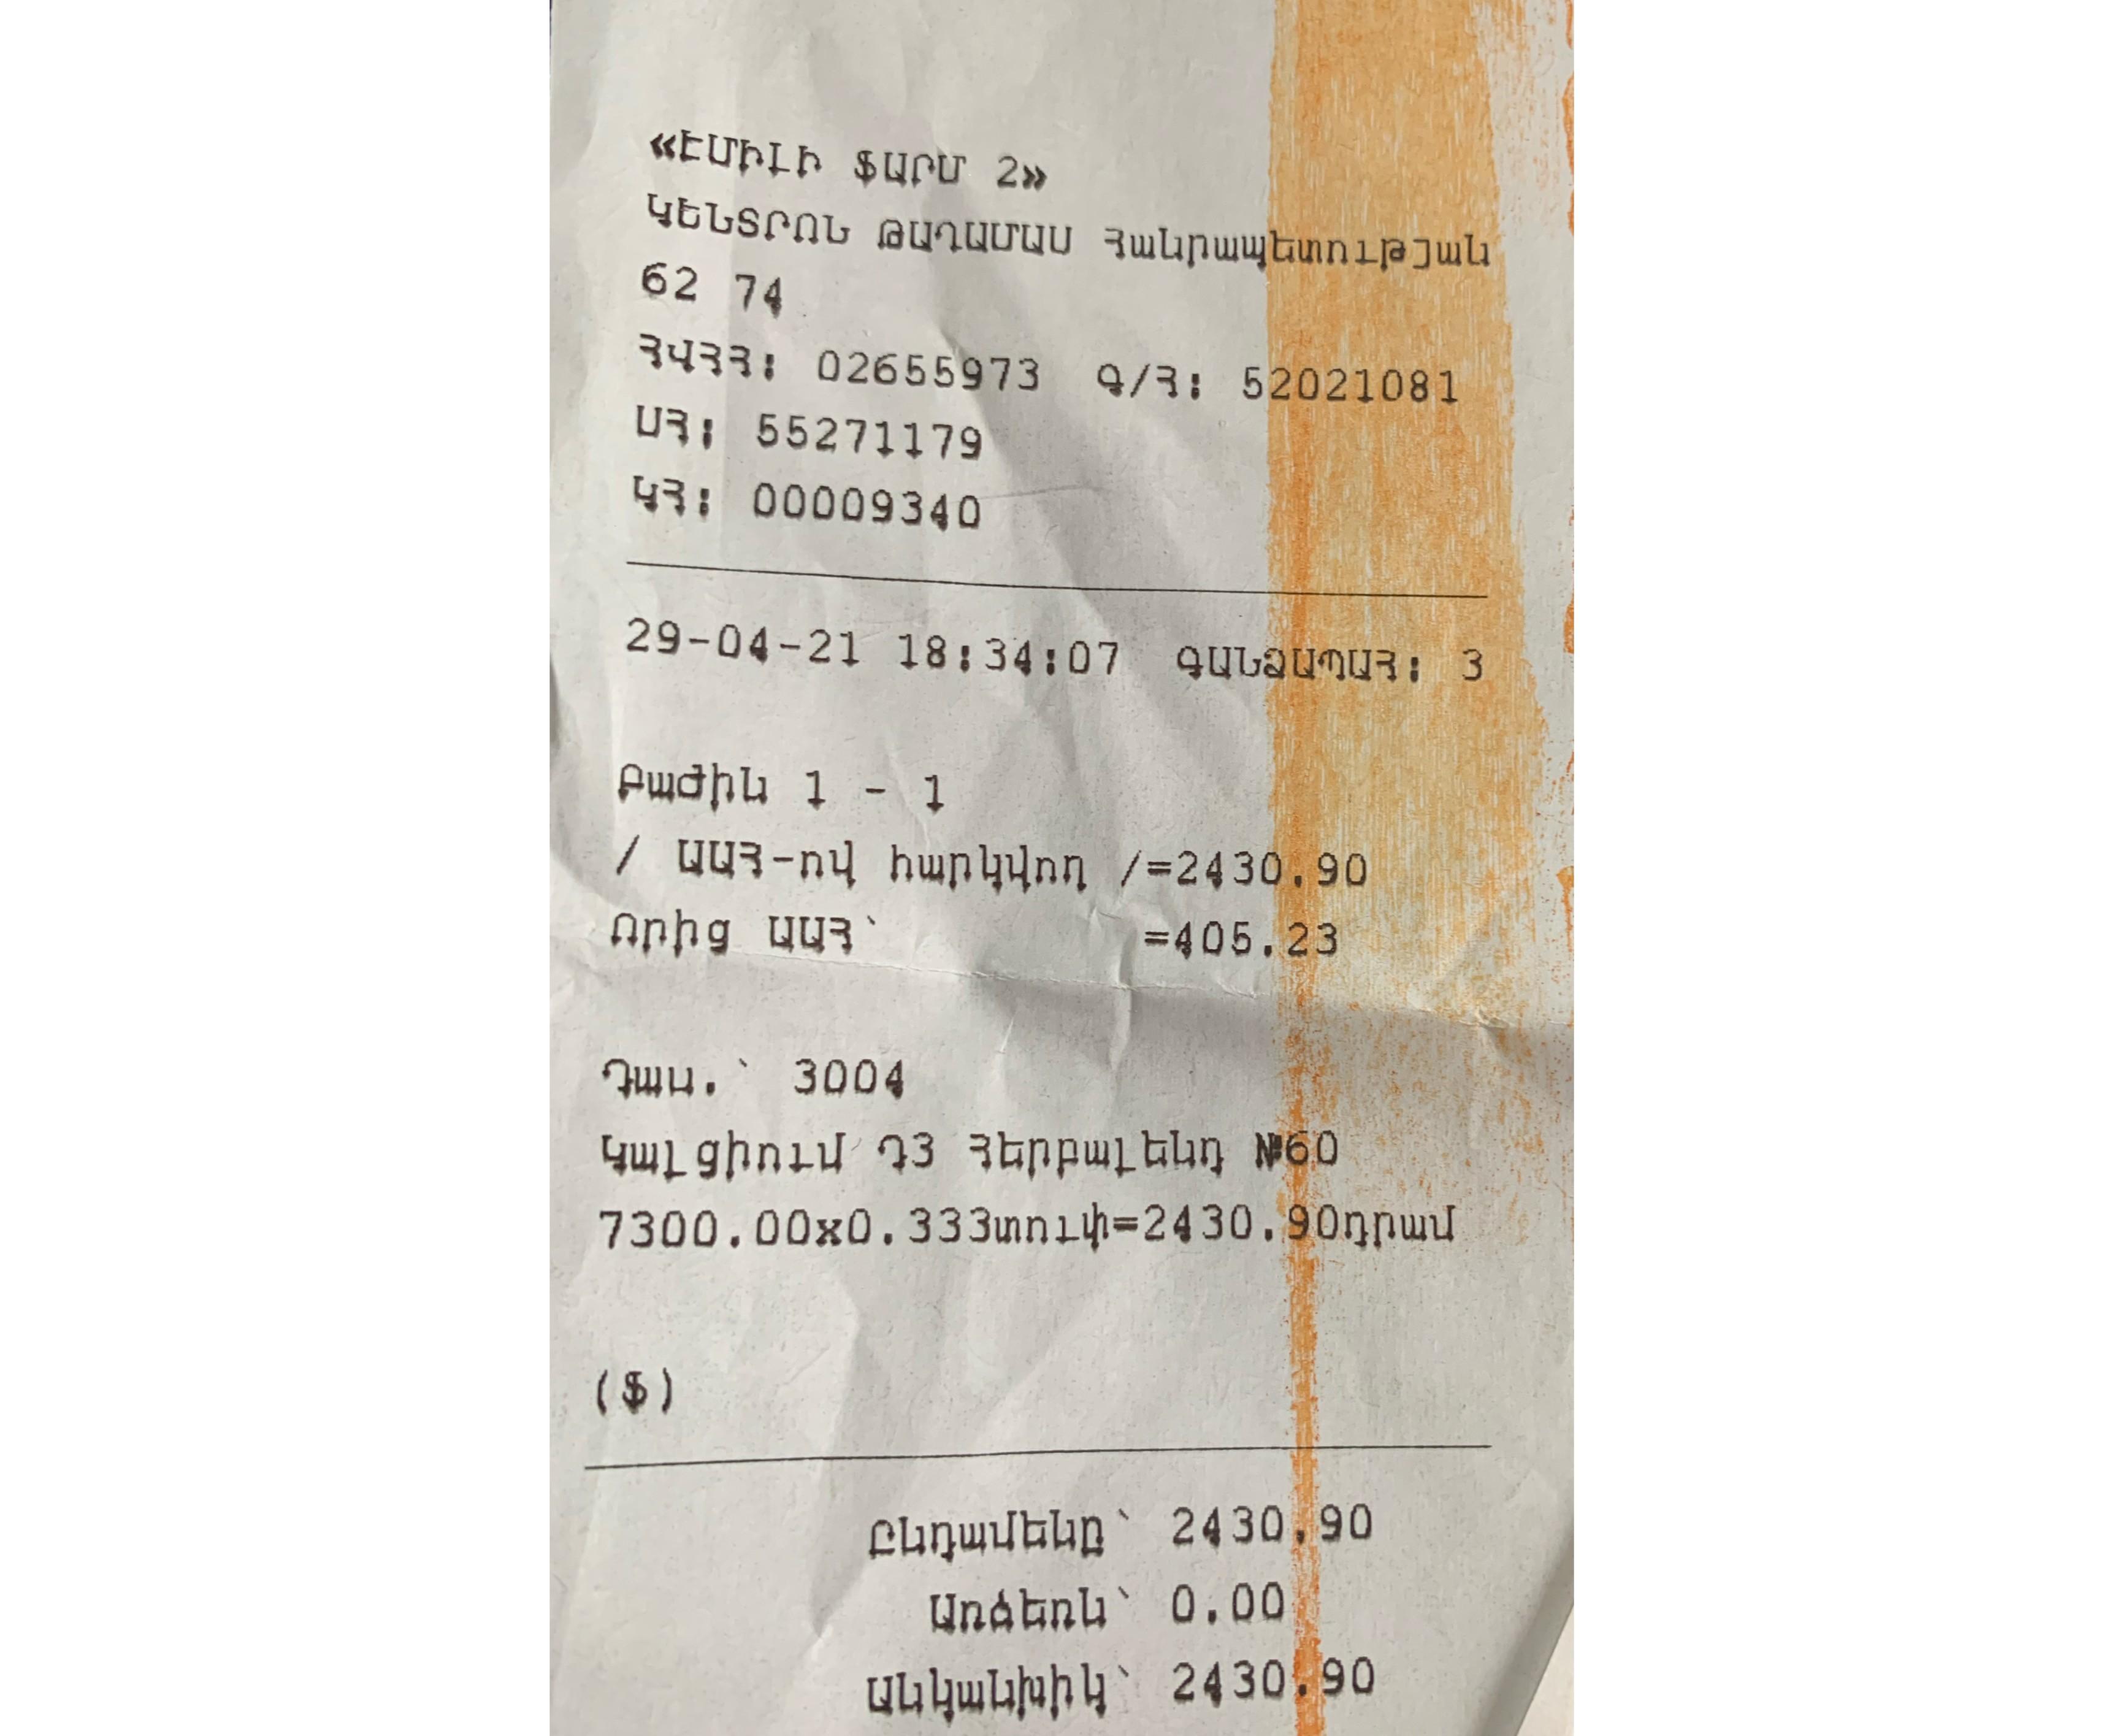 «ԷՄԻԼԻ ՖԱՐՄ 2»
ԿԵՆՏՐՈՆ ԹԱՂԱՄԱՍ Հանրապետության
62 74
ՀՎՀՀ: 02655973 Գ/Հ: 52021081
ՍՀ: 55271179
ԿՀ: 00009340
29-04-21 18:34:07 ԳԱՆՁԱՊԱՀ: 3
Բաժին 1 - 1
/ ԱԱՀ-ով հարկվող /=2430.90
Որից ԱԱՀ՝ =405.23
Դաս.՝ 3004
Կալցիում Դ3 Հերբալենդ №60
7300.00x0.333տուփ=2430.90դրամ
(Ֆ)
Ընդամենը՝ 2430.90
Առձեռն՝ 0.00
Անկանխիկ՝ 2430.90